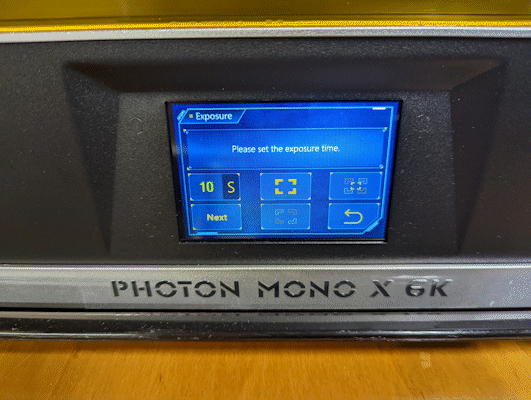 Exposure
Please set the exposure time.
10 S
Next
PHOTON MONO X 6K